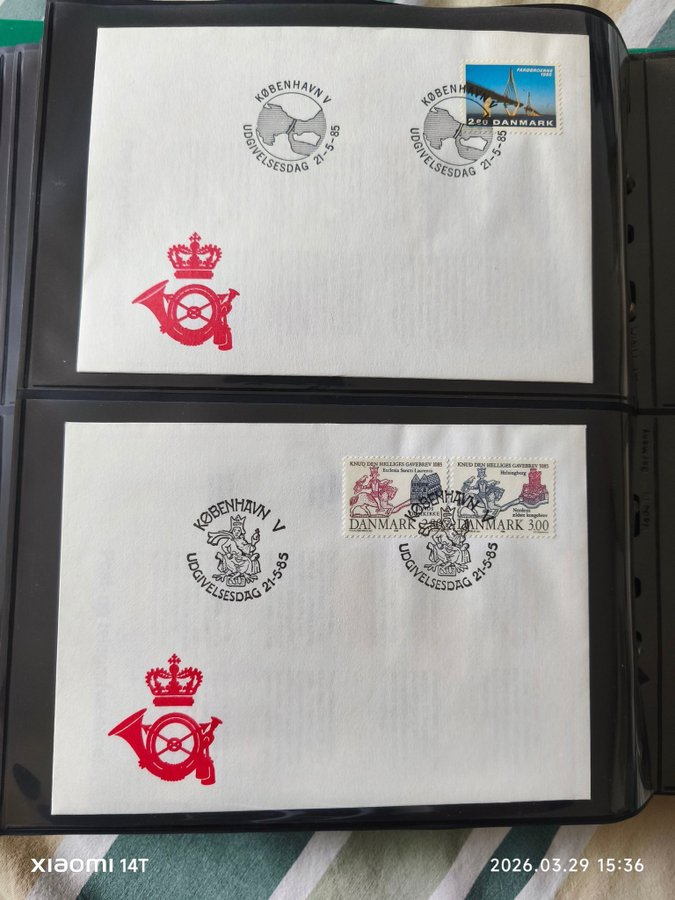 KØBENHAVN V
UDGIVELSESDAG 21-5-85
KØBENHAVN V
UDGIVELSESDAG 21-5-85
FARØBROERNE
1985
2.80 DANMARK
KØBENHAVN V
UDGIVELSESDAG 21.5.85
KNUD DEN HELLIGES GAVEBREV 1085
Ecclesia Sancti Laurentii
DANMARK
KNUD DEN HELLIGES GAVEBREV 1085
Helsingborg
Nordens
ældste kongebrev
DANMARK 3.00
KØBENHAVN V
UDGIVELSESDAG 21.5.85
XIAOMI 14T
2026.03.29 15:36